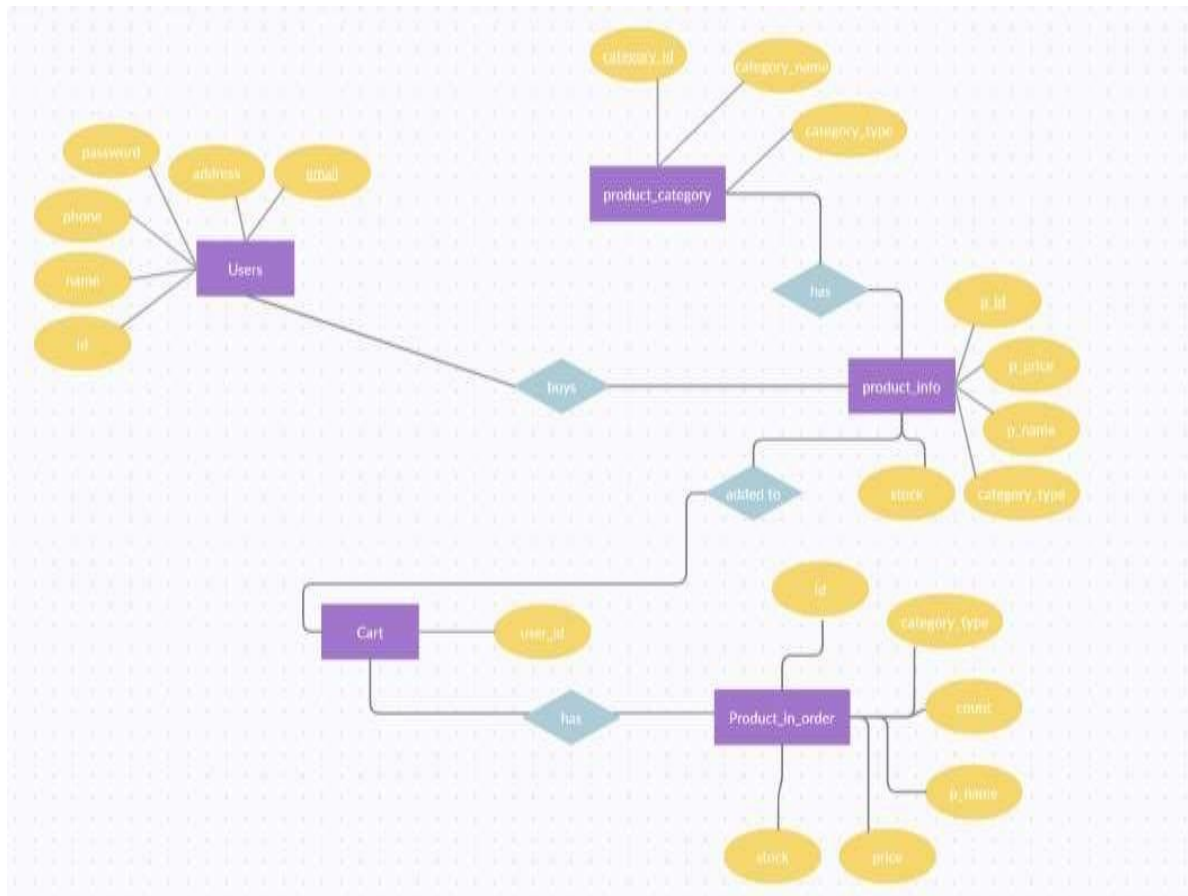 category_id
category_name
category_type
product_category
password
address
email
phone
Users
name
id
has
p_id
p_price
product_info
buys
p_name
stock
category_type
added to
id
category_type
Cart
user_id
count
has
Product_in_order
p_name
stock
price